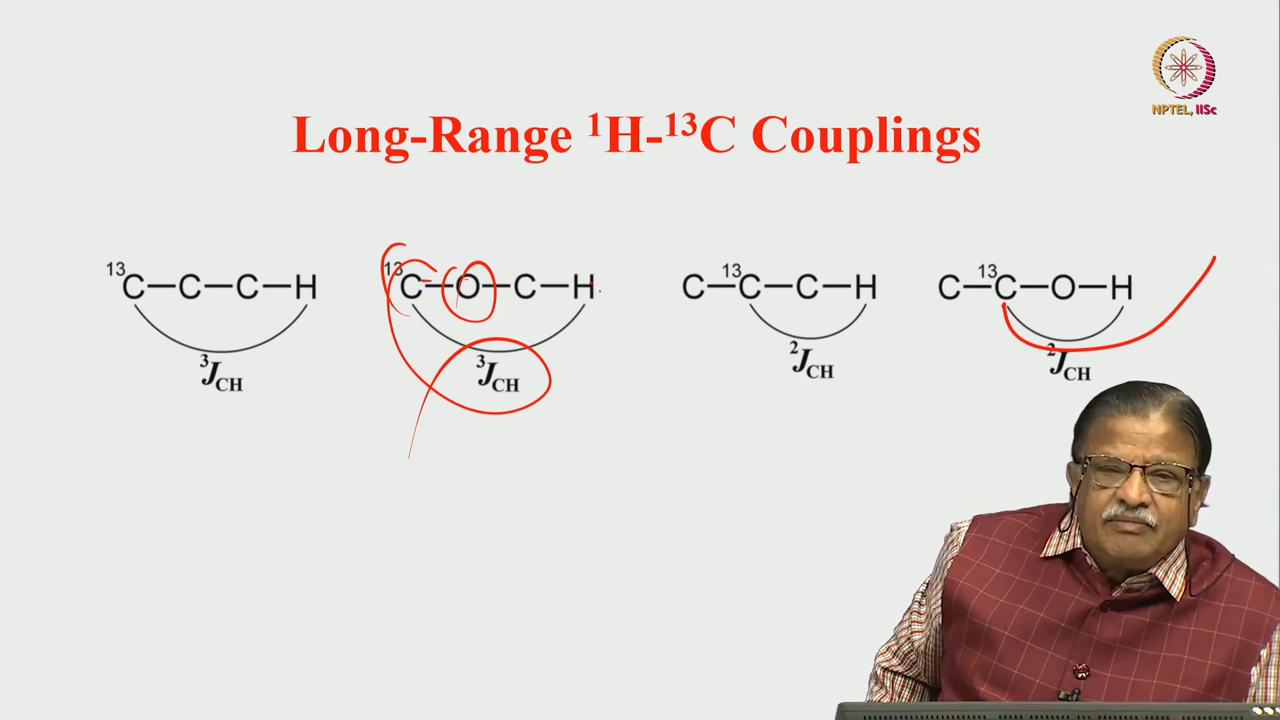 NPTEL, IISc
Long-Range ¹H-¹³C Couplings
¹³C—C—C—H
¹³C—O—C—H
C—¹³C—C—H
C—¹³C—O—H
³J_CH
³J_CH
²J_CH
²J_CH